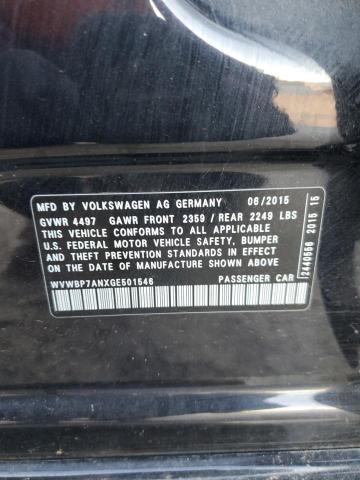 MFD BY VOLKSWAGEN AG GERMANY 06/2015
GVWR 4497 GAWR FRONT 2359 / REAR 2249 LBS
THIS VEHICLE CONFORMS TO ALL APPLICABLE
U.S. FEDERAL MOTOR VEHICLE SAFETY, BUMPER
AND THEFT PREVENTION STANDARDS IN EFFECT
ON THE DATE OF MANUFACTURE SHOWN ABOVE.
WVWBP7ANXGE501546 PASSENGER CAR
2440556 2015 15